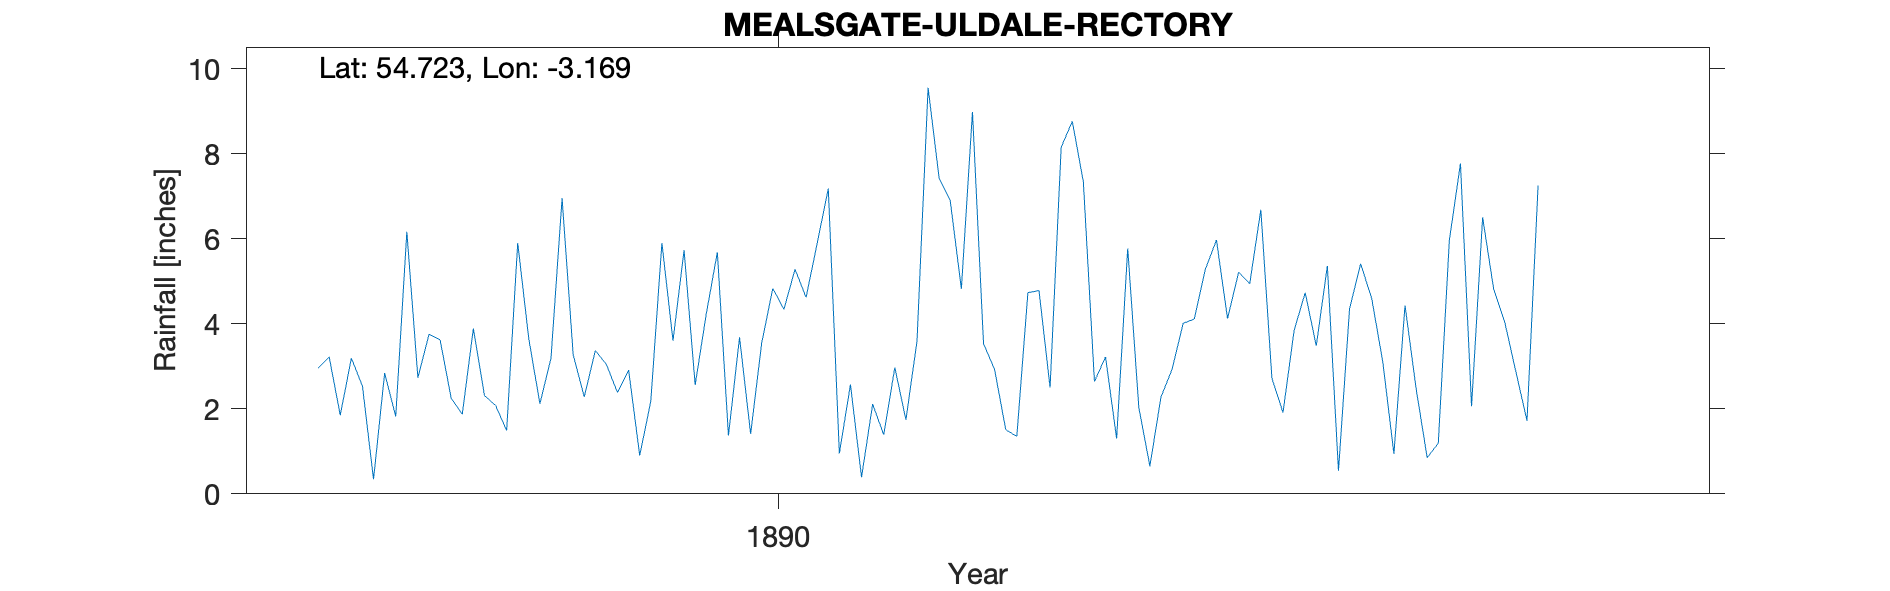 MEALSGATE-ULDALE-RECTORY
Lat: 54.723, Lon: -3.169
10
8
6
4
2
0
Rainfall [inches]
1890
Year